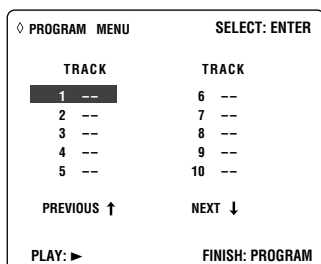 ◊ PROGRAM MENU SELECT: ENTER
TRACK TRACK
1 -- 6 --
2 -- 7 --
3 -- 8 --
4 -- 9 --
5 -- 10 --
PREVIOUS ↑ NEXT ↓
PLAY: ► FINISH: PROGRAM